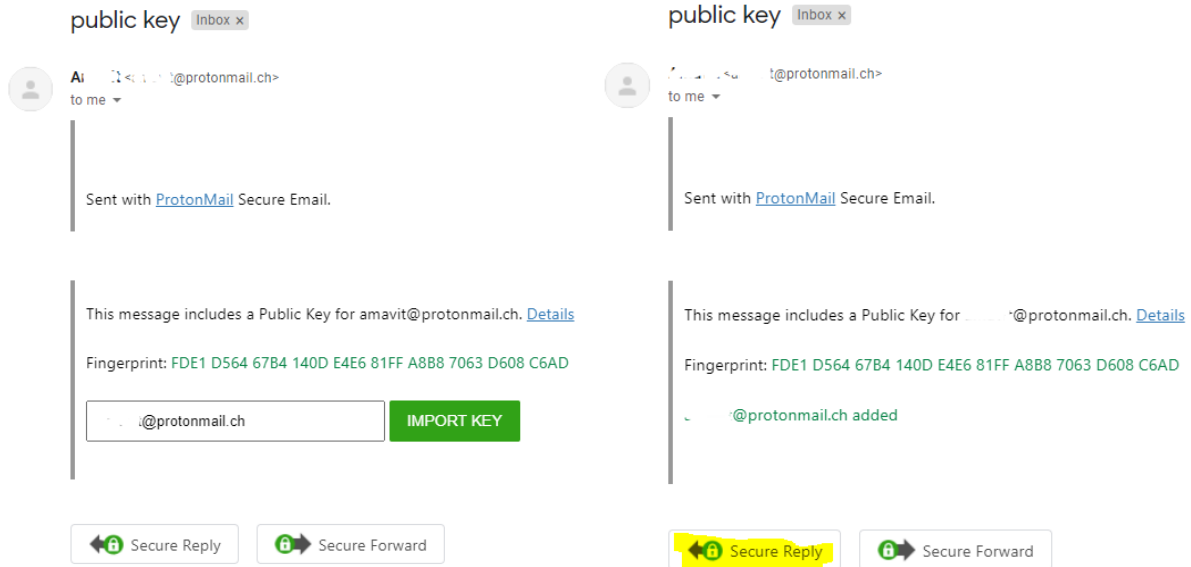 public key Inbox x
@protonmail.ch>
to me
Sent with ProtonMail Secure Email.
This message includes a Public Key for amavit@protonmail.ch. Details
Fingerprint: FDE1 D564 67B4 140D E4E6 81FF A8B8 7063 D608 C6AD
@protonmail.ch IMPORT KEY
Secure Reply Secure Forward
public key Inbox x
@protonmail.ch>
to me
Sent with ProtonMail Secure Email.
This message includes a Public Key for @protonmail.ch. Details
Fingerprint: FDE1 D564 67B4 140D E4E6 81FF A8B8 7063 D608 C6AD
@protonmail.ch added
Secure Reply Secure Forward